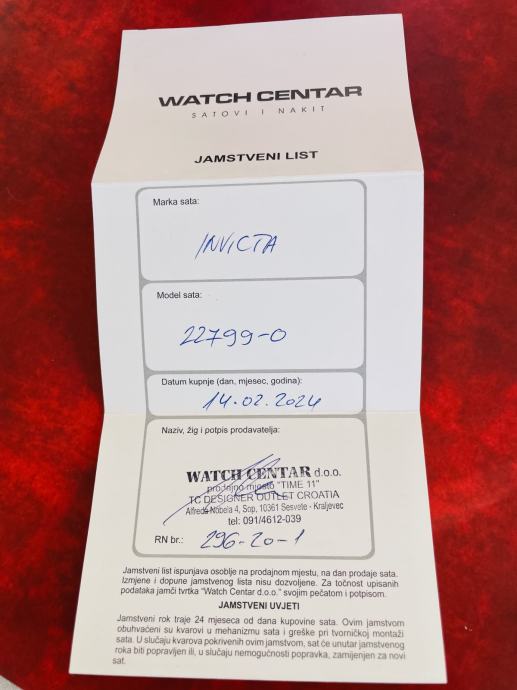 WATCH CENTAR
SATOVI I NAKIT
JAMSTVENI LIST
Marka sata:
INVICTA
Model sata:
22799-0
Datum kupnje (dan, mjesec, godina):
14.02.2024
Naziv, žig i potpis prodavatelja:
WATCH CENTAR d.o.o.
prodajno mjesto "TIME 11"
TC DESIGNER OUTLET CROATIA
Alfreda Nobela 4, Sop, 10361 Sesvete - Kraljevec
tel: 091/4612-039
RN br.: 296-20-1
Jamstveni list ispunjava osoblje na prodajnom mjestu, na dan prodaje sata.
Izmjene i dopune jamstvenog lista nisu dozvoljene. Za točnost upisanih
podataka jamči tvrtka "Watch Centar d.o.o." svojim pečatom i potpisom.
JAMSTVENI UVJETI
Jamstveni rok traje 24 mjeseca od dana kupovine sata. Ovim jamstvom
obuhvaćeni su kvarovi u mehanizmu sata i greške pri tvorničkoj montaži
sata. U slučaju kvarova pokrivenih ovim jamstvom, sat će unutar jamstvenog
roka biti popravljen ili, u slučaju nemogućnosti popravka, zamijenjen za novi
sat.